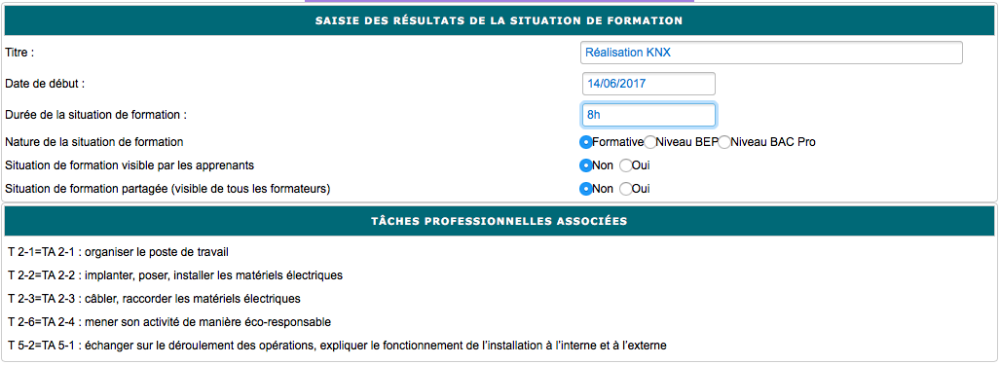 SAISIE DES RÉSULTATS DE LA SITUATION DE FORMATION
Titre : Réalisation KNX
Date de début : 14/06/2017
Durée de la situation de formation : 8h
Nature de la situation de formation Formative Niveau BEP Niveau BAC Pro
Situation de formation visible par les apprenants Non Oui
Situation de formation partagée (visible de tous les formateurs) Non Oui
TÂCHES PROFESSIONNELLES ASSOCIÉES
T 2-1=TA 2-1 : organiser le poste de travail
T 2-2=TA 2-2 : implanter, poser, installer les matériels électriques
T 2-3=TA 2-3 : câbler, raccorder les matériels électriques
T 2-6=TA 2-4 : mener son activité de manière éco-responsable
T 5-2=TA 5-1 : échanger sur le déroulement des opérations, expliquer le fonctionnement de l’installation à l’interne et à l’externe